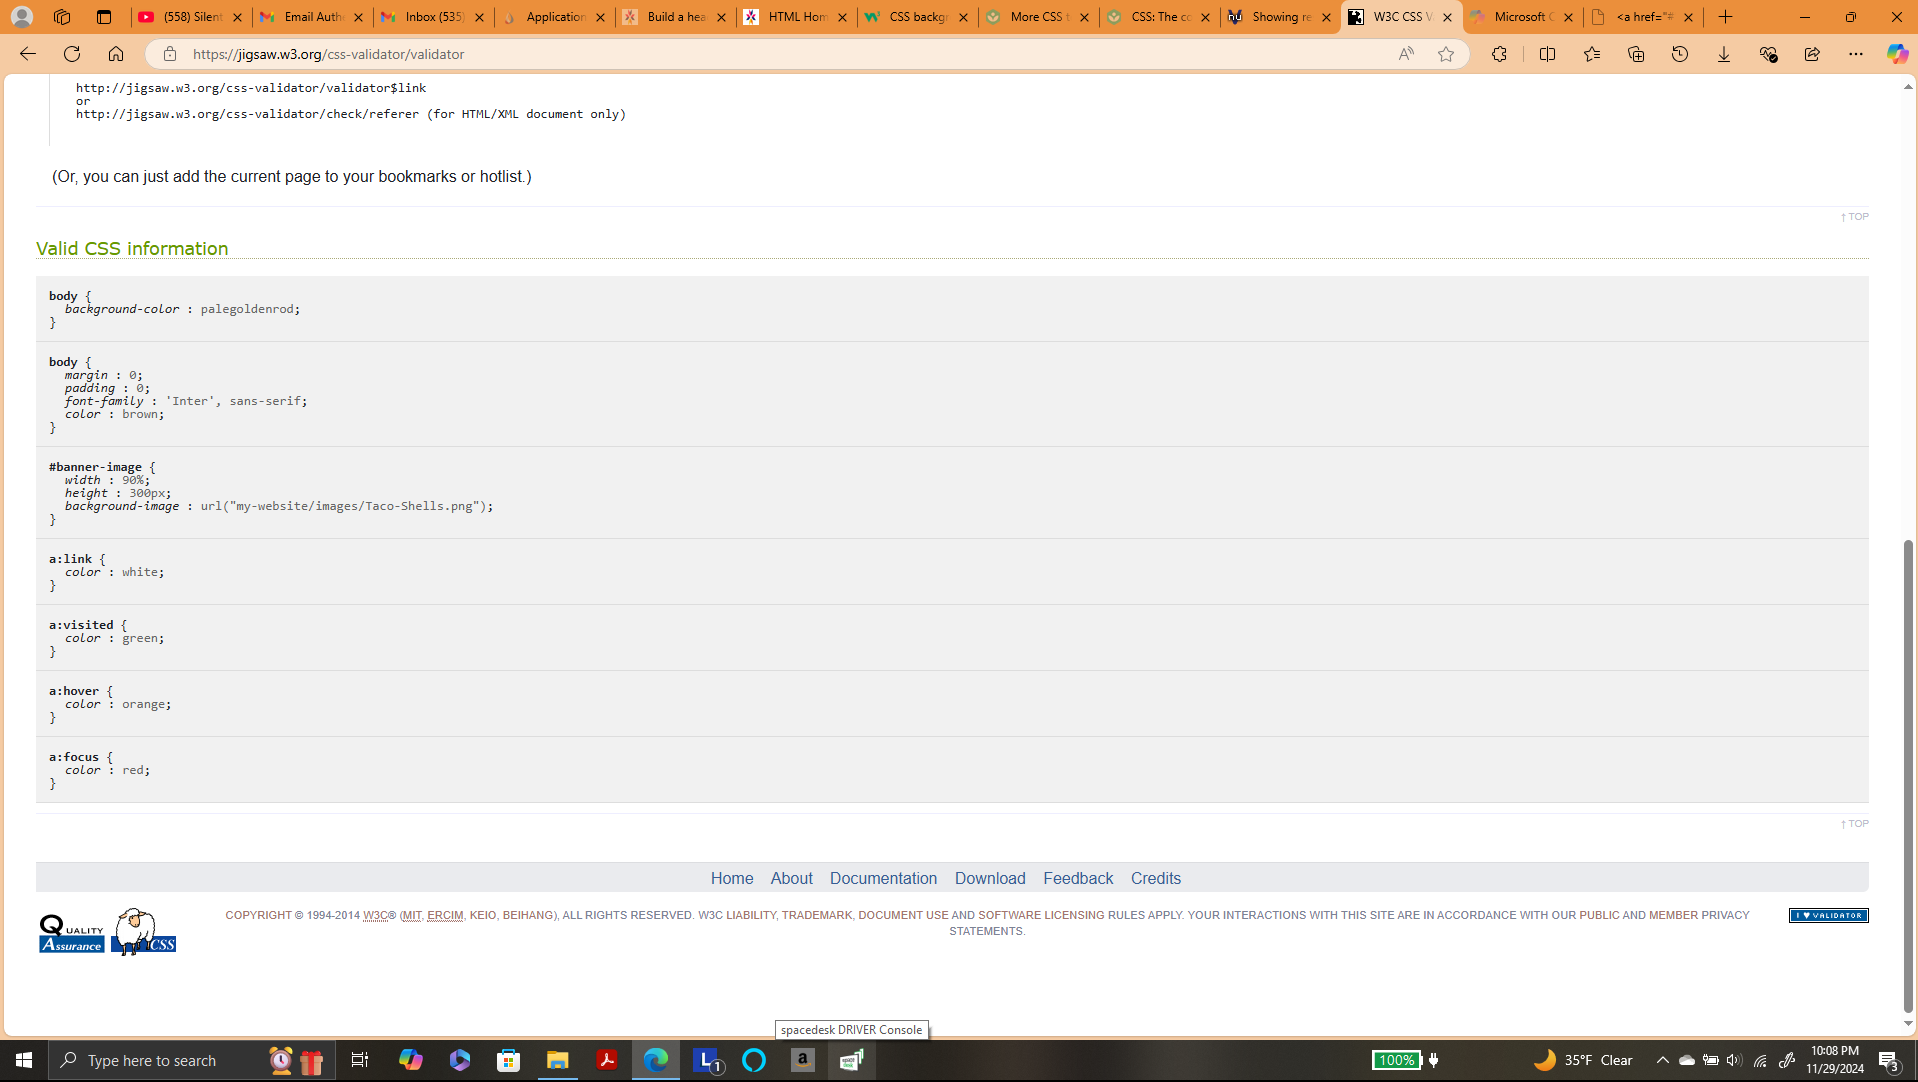 (558) Silent
Email Authe
Inbox (535)
Application
Build a hea
HTML Hom
CSS backgr
More CSS t
CSS: The co
Showing re
W3C CSS V
Microsoft C
<a href="#
https://jigsaw.w3.org/css-validator/validator
http://jigsaw.w3.org/css-validator/validator$link
or
http://jigsaw.w3.org/css-validator/check/referer (for HTML/XML document only)
(Or, you can just add the current page to your bookmarks or hotlist.)
↑ TOP
Valid CSS information
body {
background-color : palegoldenrod;
}
body {
margin : 0;
padding : 0;
font-family : 'Inter', sans-serif;
color : brown;
}
#banner-image {
width : 90%;
height : 300px;
background-image : url("my-website/images/Taco-Shells.png");
}
a:link {
color : white;
}
a:visited {
color : green;
}
a:hover {
color : orange;
}
a:focus {
color : red;
}
↑ TOP
Home About Documentation Download Feedback Credits
QUALITY
Assurance
CSS
COPYRIGHT © 1994-2014 W3C® (MIT, ERCIM, KEIO, BEIHANG), ALL RIGHTS RESERVED. W3C LIABILITY, TRADEMARK, DOCUMENT USE AND SOFTWARE LICENSING RULES APPLY. YOUR INTERACTIONS WITH THIS SITE ARE IN ACCORDANCE WITH OUR PUBLIC AND MEMBER PRIVACY
STATEMENTS.
I ♥ VALIDATOR
spacedesk DRIVER Console
Type here to search
L 1
a
100%
35°F Clear
10:08 PM
11/29/2024
3